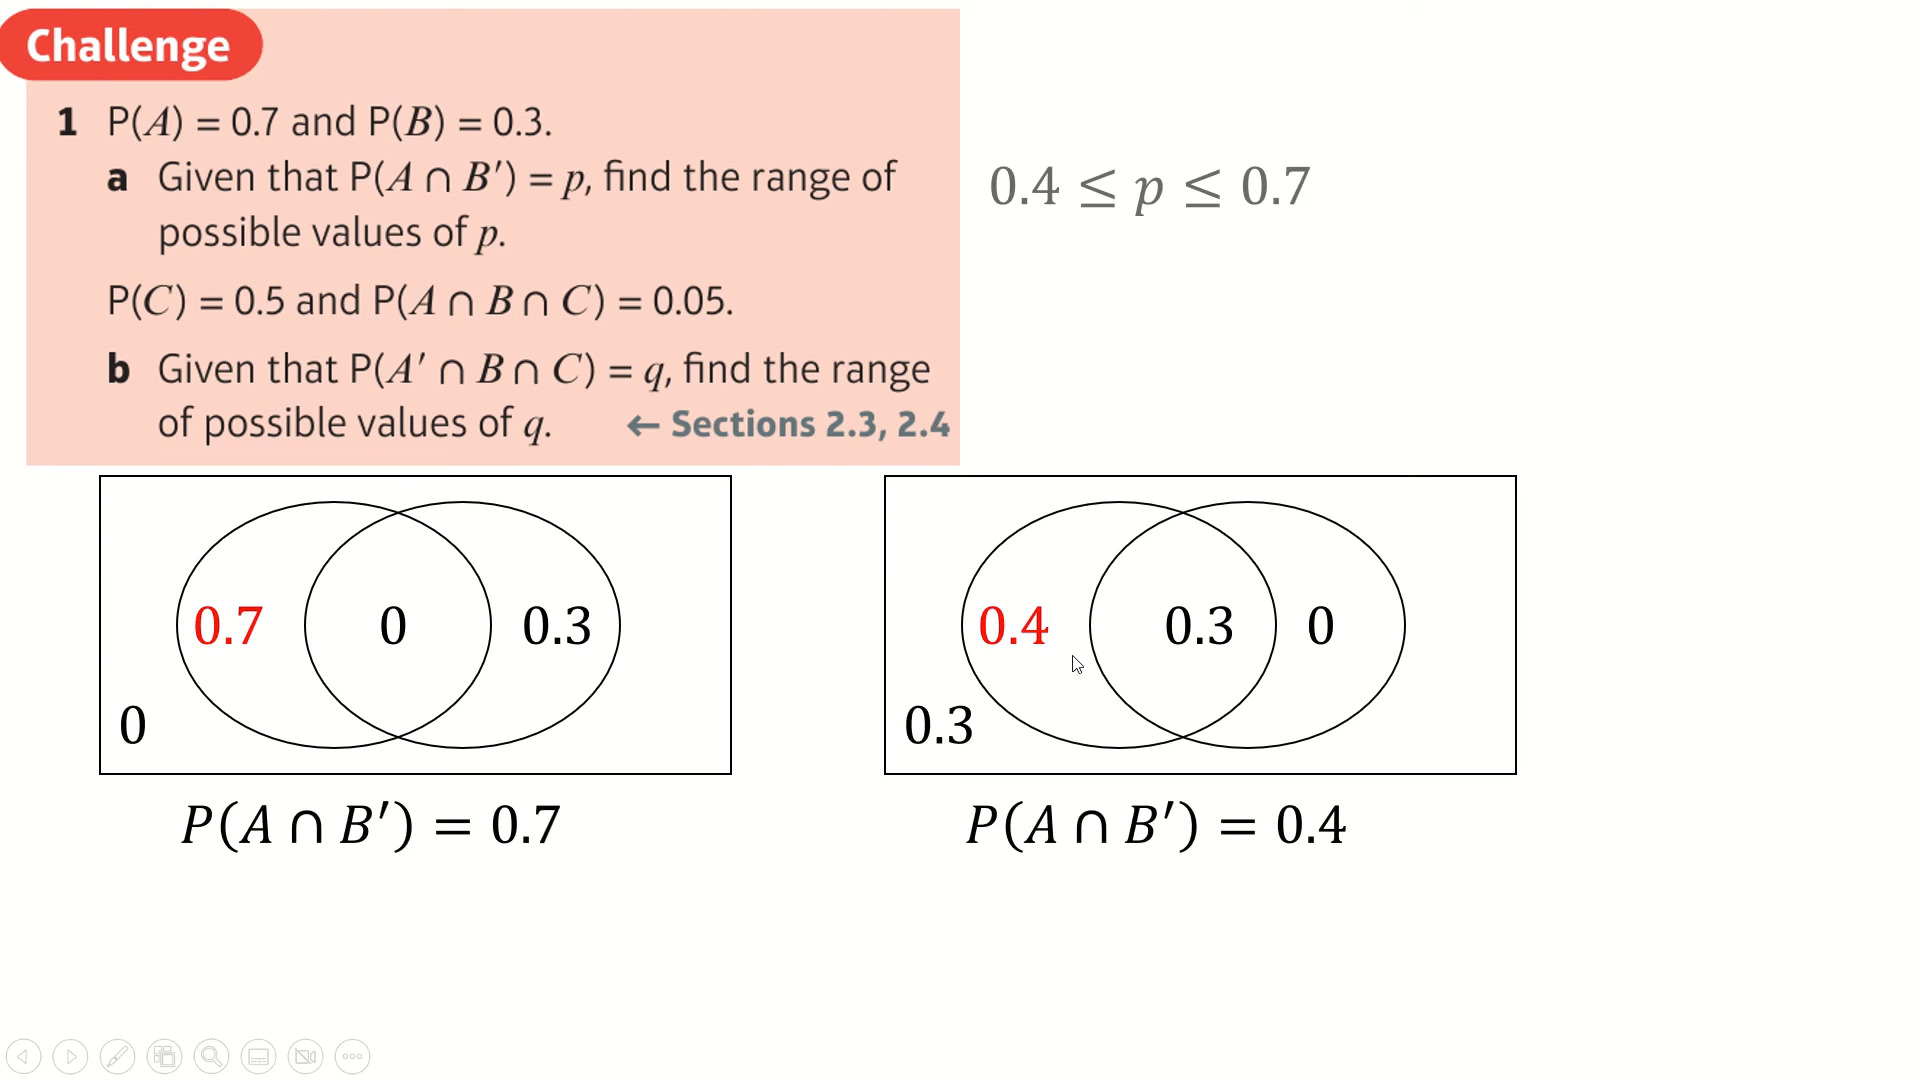 Challenge
1 P(A) = 0.7 and P(B) = 0.3.
a Given that P(A ∩ B′) = p, find the range of
possible values of p.
0.4 ≤ p ≤ 0.7
P(C) = 0.5 and P(A ∩ B ∩ C) = 0.05.
b Given that P(A′ ∩ B ∩ C) = q, find the range
of possible values of q. ← Sections 2.3, 2.4
0.7 0 0.3
0
P(A ∩ B′) = 0.7
0.4 0.3 0
0.3
P(A ∩ B′) = 0.4